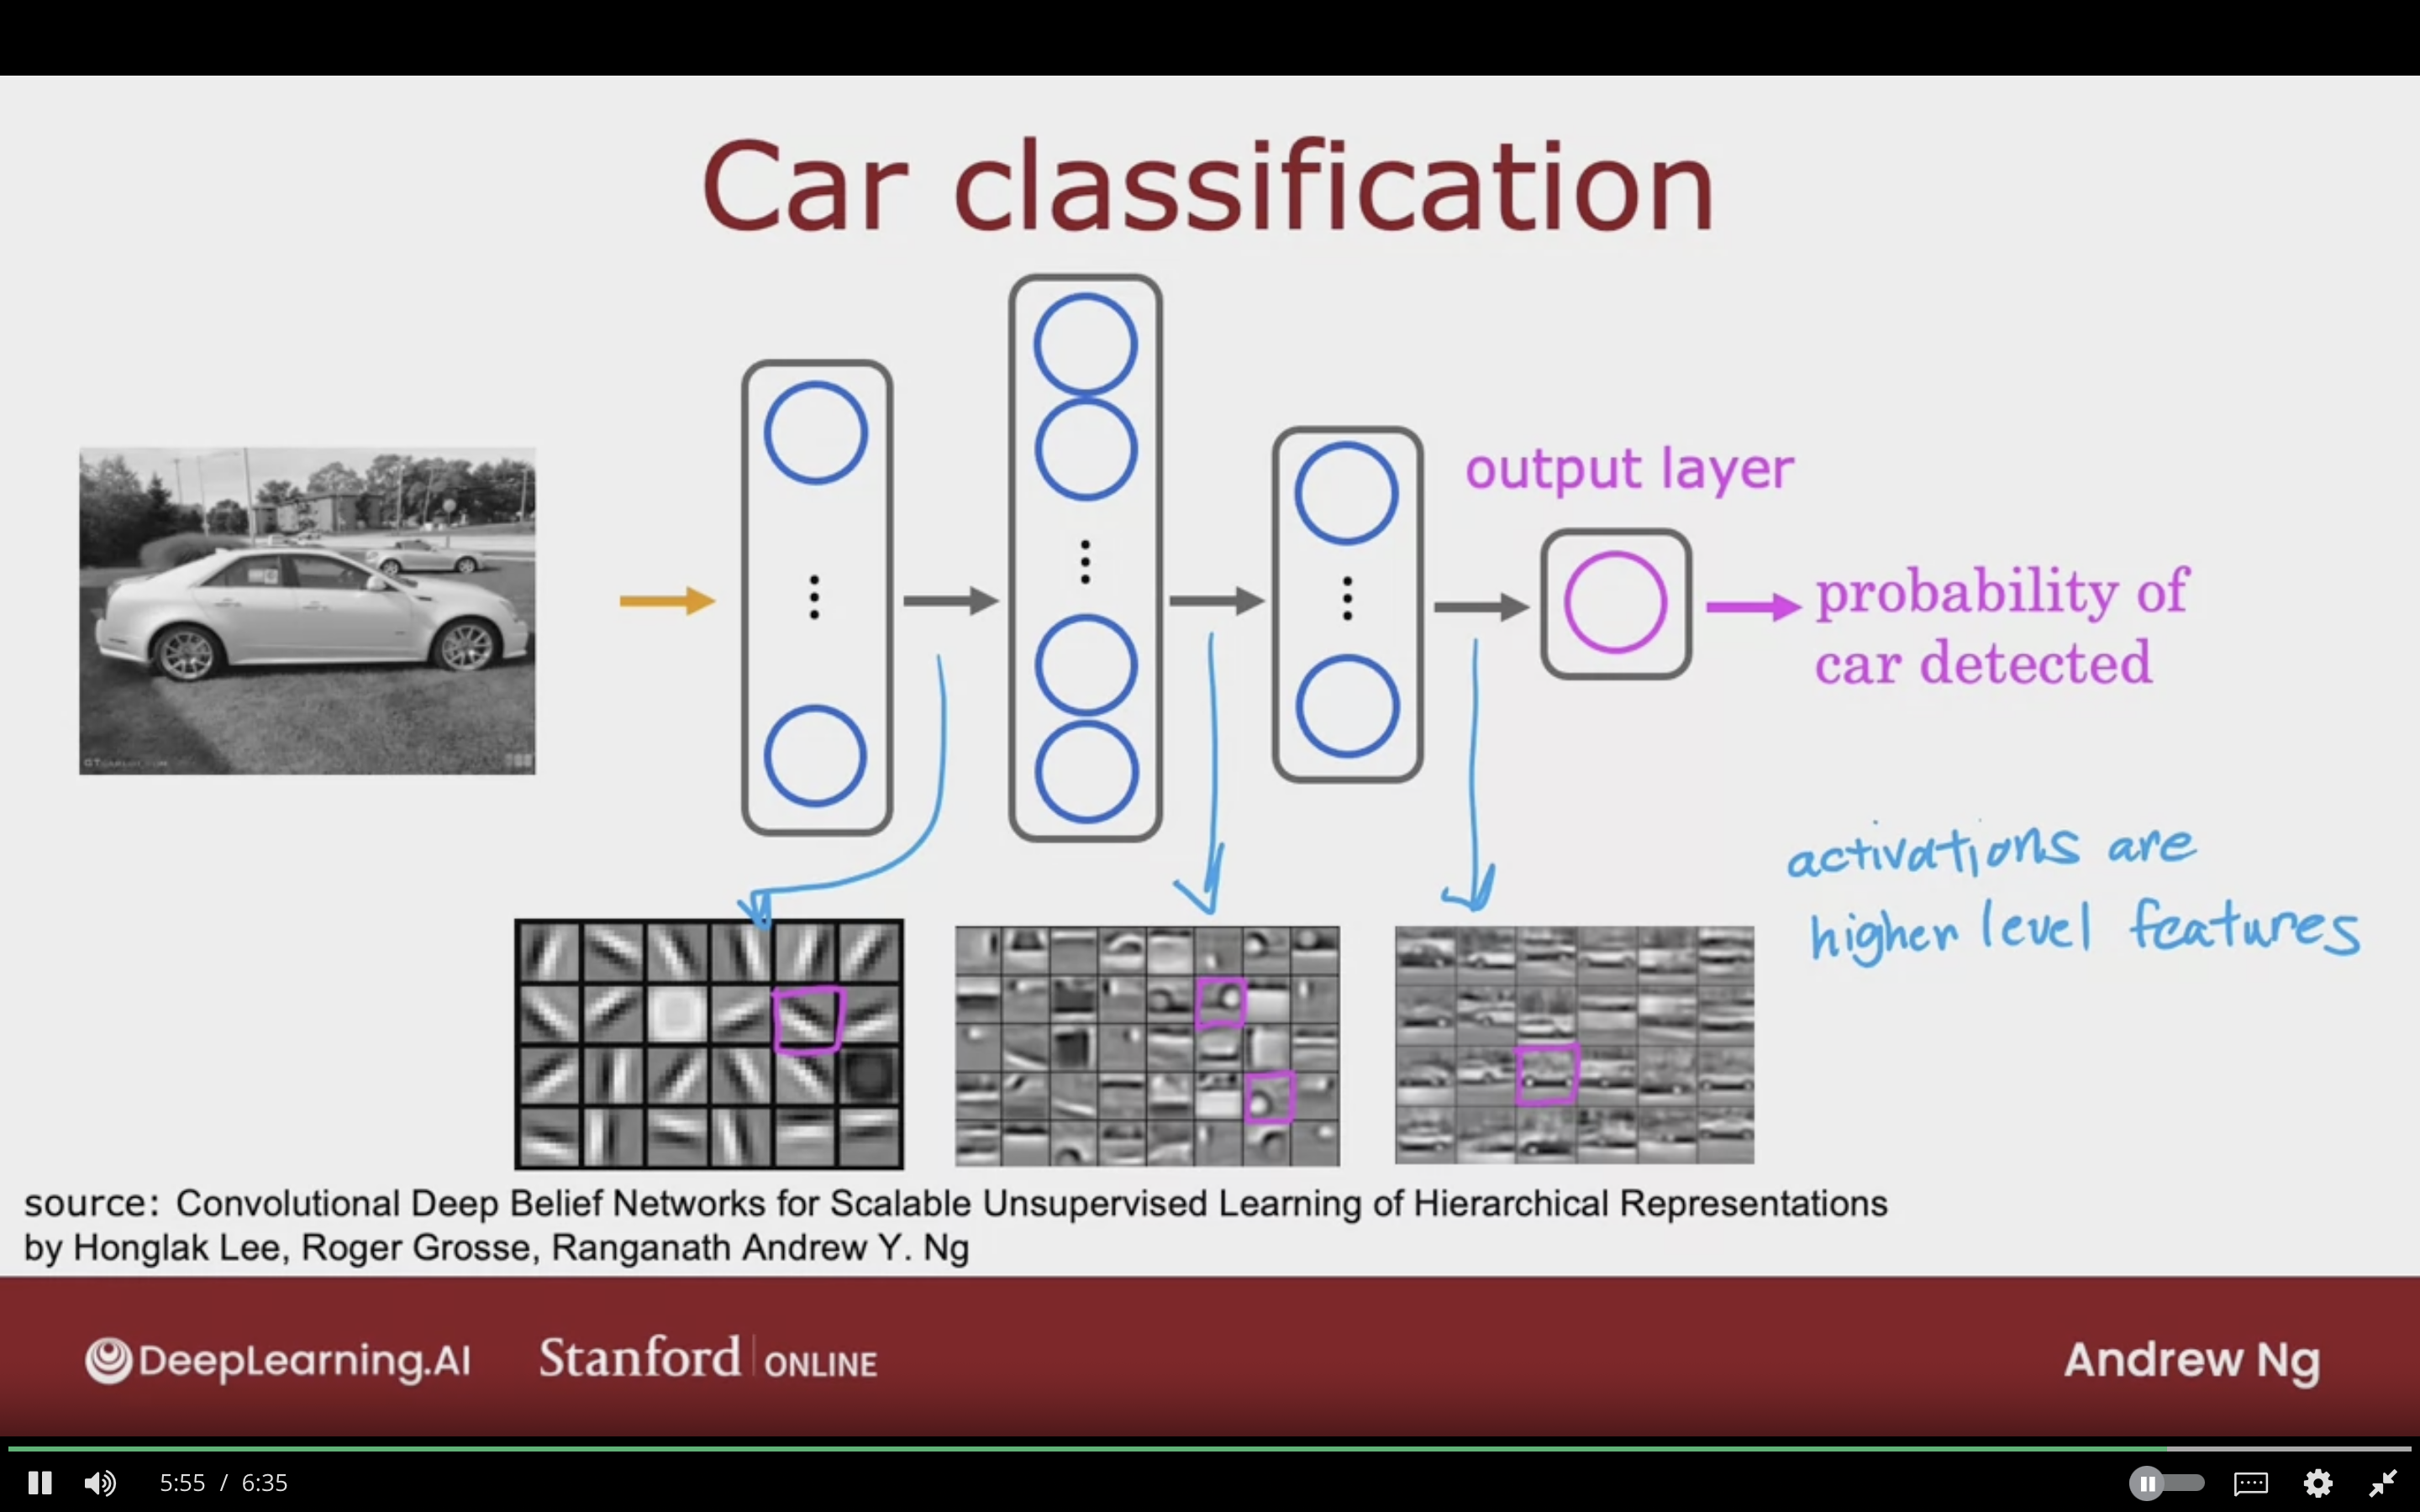 Car classification
output layer
probability of
car detected
activations are
higher level features
source: Convolutional Deep Belief Networks for Scalable Unsupervised Learning of Hierarchical Representations
by Honglak Lee, Roger Grosse, Ranganath Andrew Y. Ng
DeepLearning.AI Stanford ONLINE Andrew Ng
5:55 / 6:35